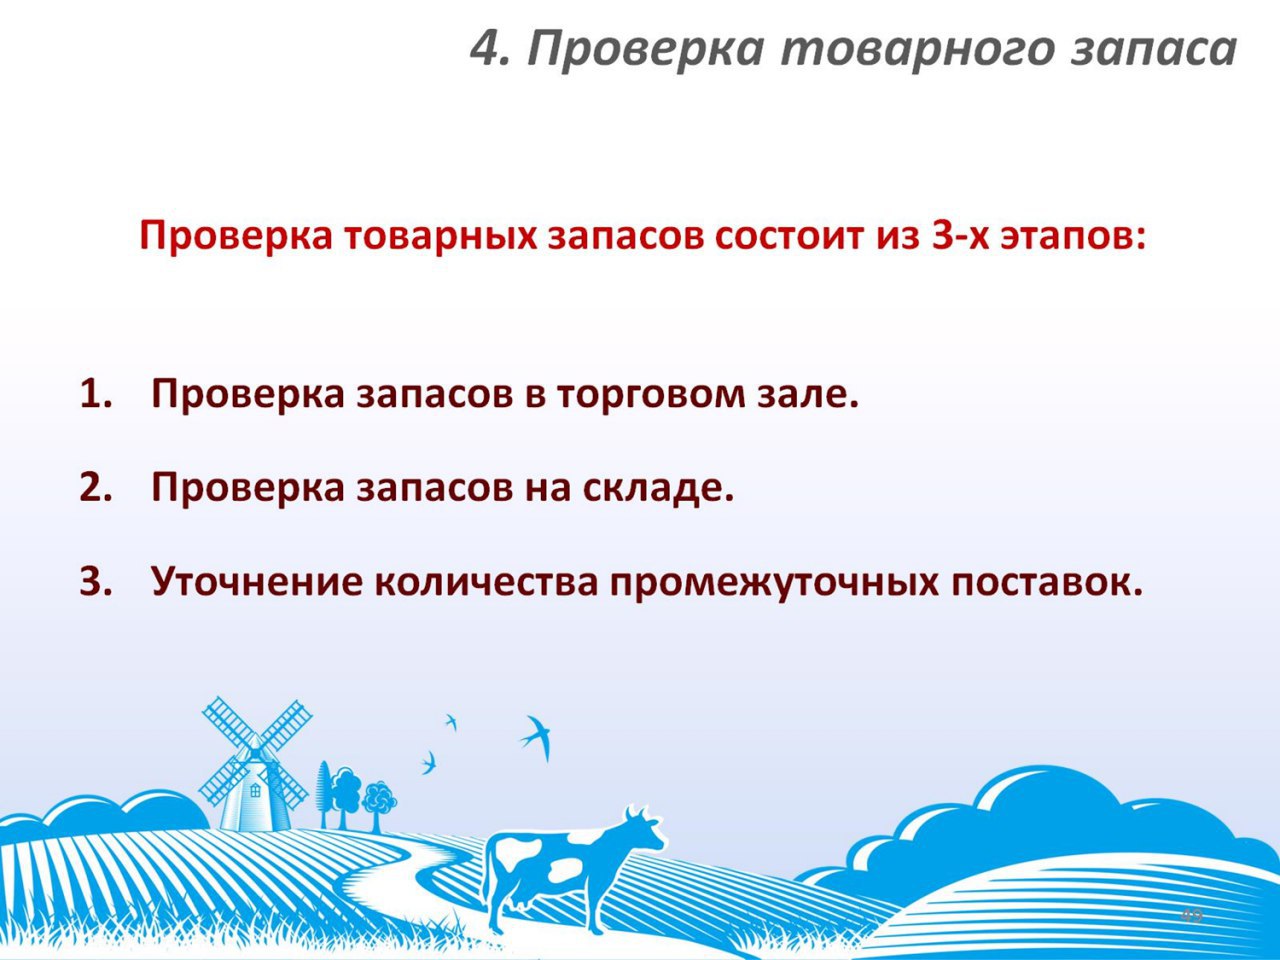 4. Проверка товарного запаса
Проверка товарных запасов состоит из 3-х этапов:
1. Проверка запасов в торговом зале.
2. Проверка запасов на складе.
3. Уточнение количества промежуточных поставок.
49